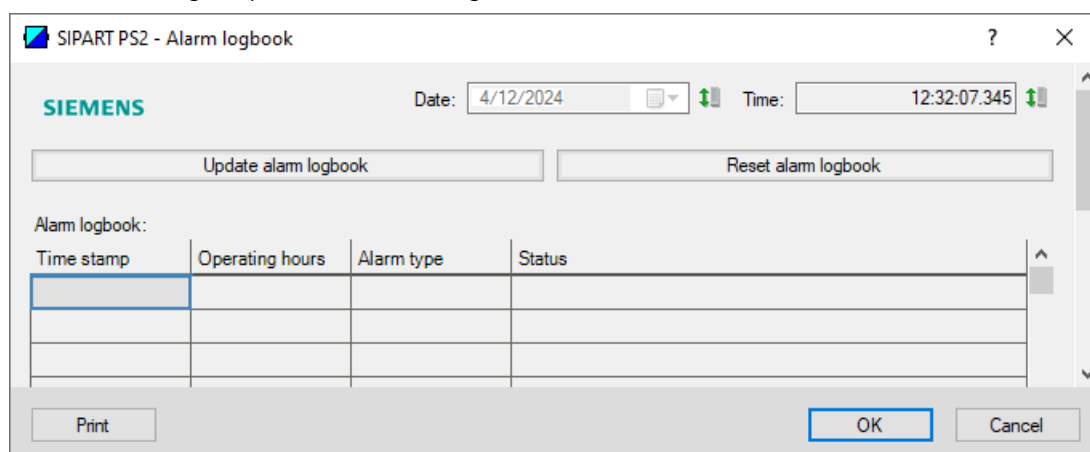 SIPART PS2 - Alarm logbook ?
SIEMENS Date: 4/12/2024 Time: 12:32:07.345
Update alarm logbook Reset alarm logbook
Alarm logbook:
Time stamp Operating hours Alarm type Status
Print OK Cancel